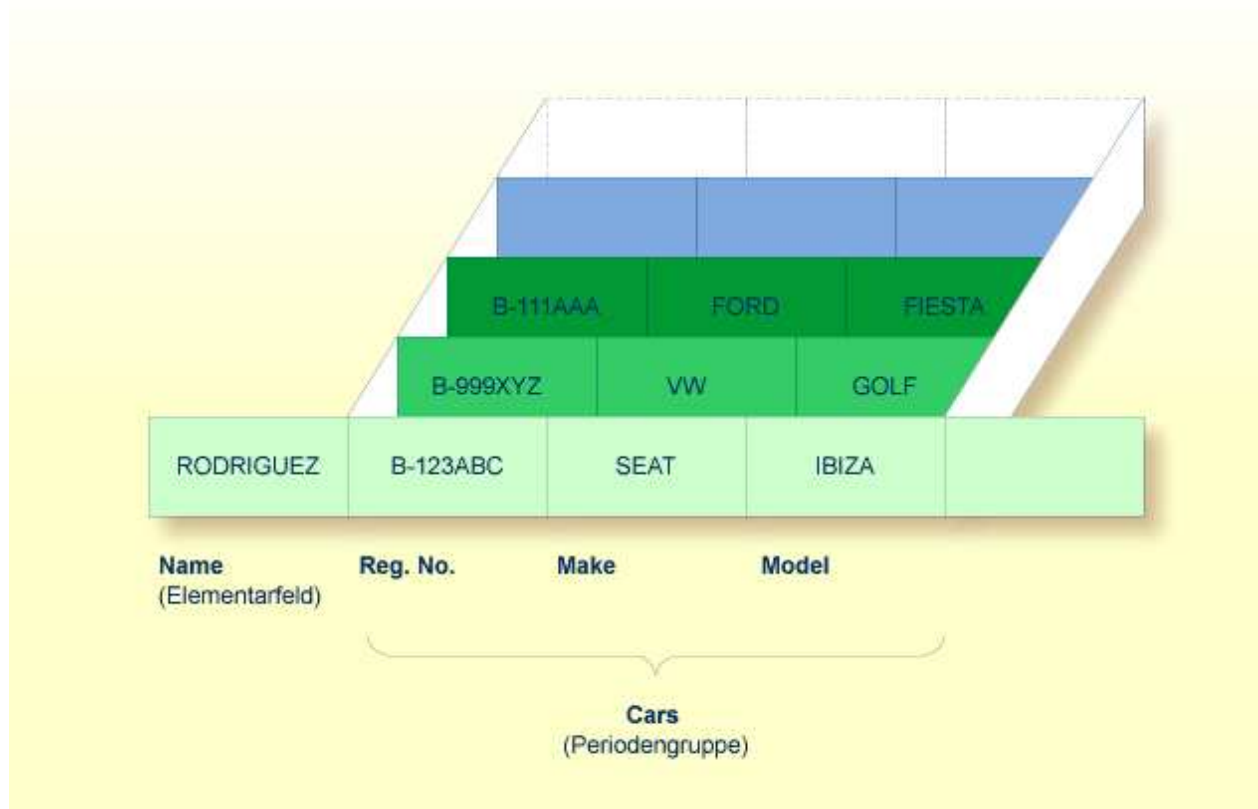 B-111AAA FORD FIESTA
B-999XYZ VW GOLF
RODRIGUEZ B-123ABC SEAT IBIZA
Name Reg. No. Make Model
(Elementarfeld)
Cars
(Periodengruppe)